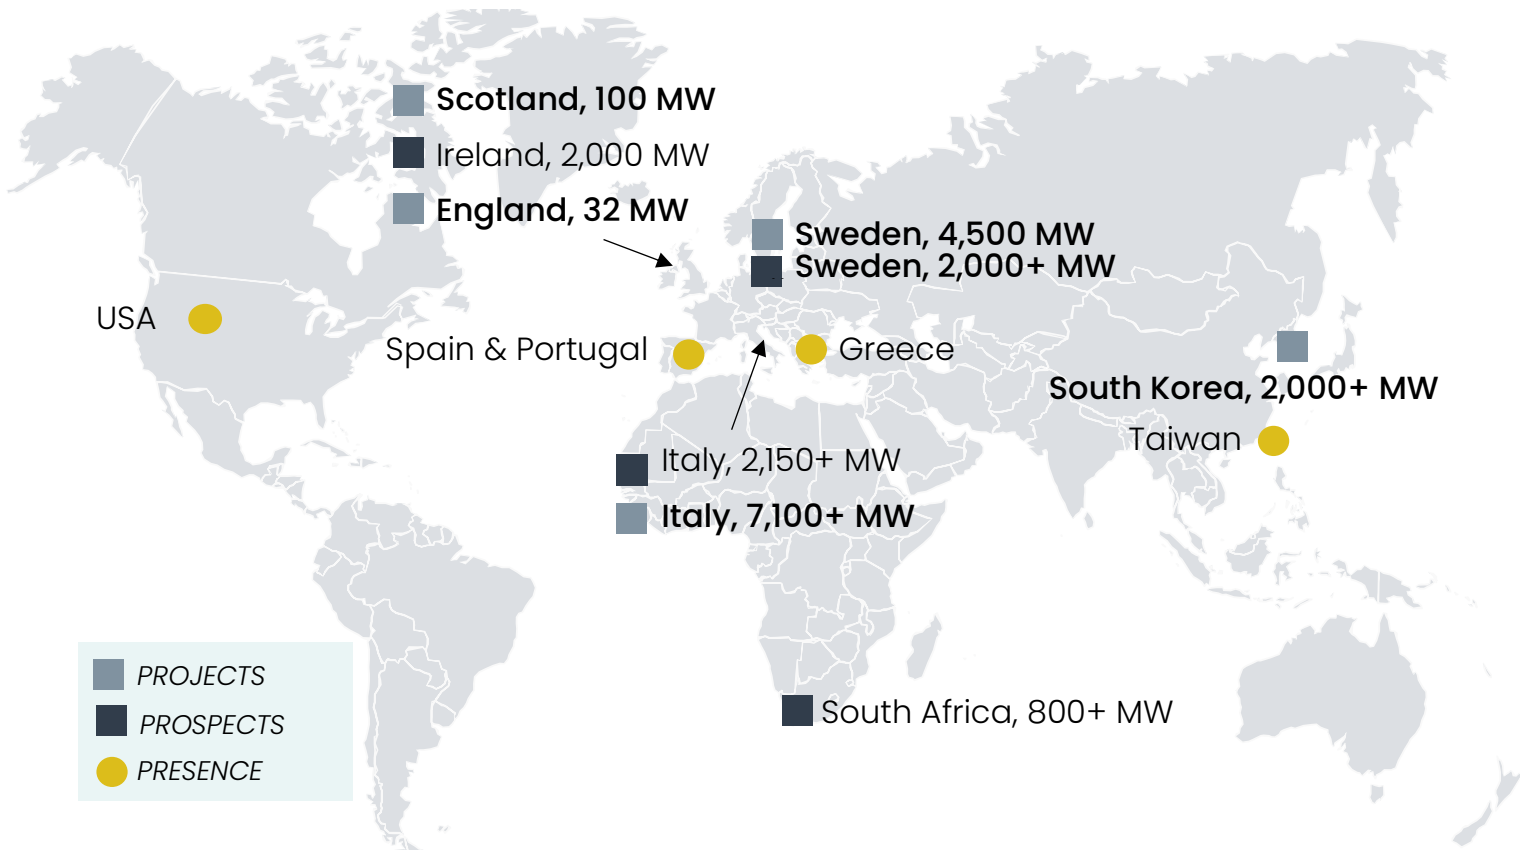 Scotland, 100 MW
Ireland, 2,000 MW
England, 32 MW
Sweden, 4,500 MW
Sweden, 2,000+ MW
USA
Spain & Portugal
Greece
South Korea, 2,000+ MW
Taiwan
Italy, 2,150+ MW
Italy, 7,100+ MW
South Africa, 800+ MW
PROJECTS
PROSPECTS
PRESENCE